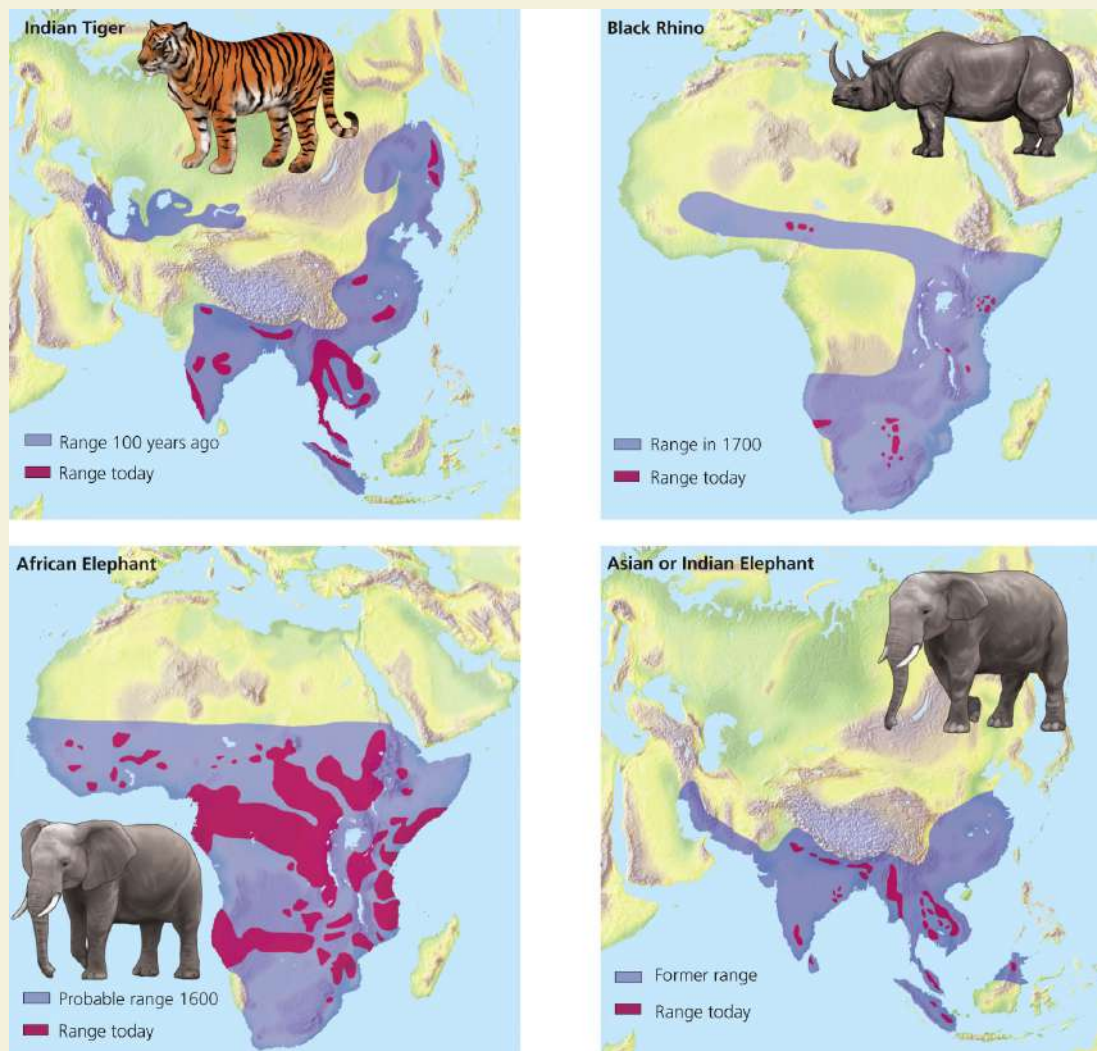 Indian Tiger
Range 100 years ago
Range today
Black Rhino
Range in 1700
Range today
African Elephant
Probable range 1600
Range today
Asian or Indian Elephant
Former range
Range today